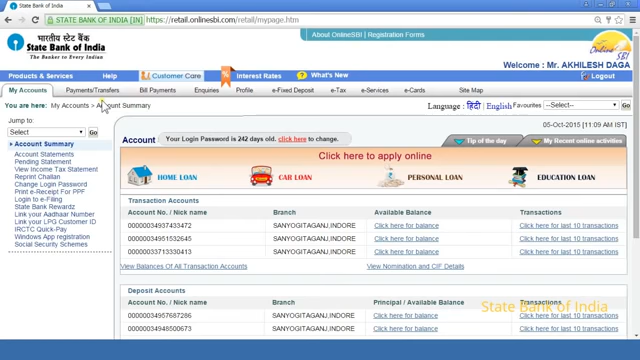 State Bank of India
STATE BANK OF INDIA [IN] https://retail.onlinesbi.com/retail/mypage.htm
भारतीय स्टेट बैंक
State Bank of India
The Banker to Every Indian
About OnlineSBI | Registration Forms
Online SBI
Welcome: Mr. AKHILESH DAGA
Products & Services Help Customer Care % Interest Rates What's New Logout
My Accounts Payments/Transfers Bill Payments Enquiries Profile e-Fixed Deposit e-Tax e-Services e-Cards Site Map
You are here: My Accounts > Account Summary
Language : हिंदी English Favourites --Select--  Go
05-Oct-2015 [11:09 AM IST]
Jump to:
Select Go
Account Summary
Account Statements
Pending Statement
View Income Tax Statement
Reprint Challan
Change Login Password
Print e-Receipt for PPF
Login to e-Filing
State Bank Rewardz
Link your Aadhaar Number
Link your LPG Customer ID
IRCTC Quick-Pay
Windows App registration
Social Security Schemes
Account
Your Login Password is 242 days old. click here to change.
Tip of the day My Recent online activities
Click here to apply online
HOME LOAN CAR LOAN PERSONAL LOAN EDUCATION LOAN
Transaction Accounts
Account No. / Nick name Branch Available Balance Transactions
00000034937433472 SANYOGITAGANJ,INDORE Click here for balance Click here for last 10 transactions
00000034951532645 SANYOGITAGANJ,INDORE Click here for balance Click here for last 10 transactions
00000033713330413 SANYOGITAGANJ,INDORE Click here for balance Click here for last 10 transactions
View Balances Of All Transaction Accounts View Nomination and CIF Details
Deposit Accounts
Account No. / Nick name Branch Principal / Available Balance Transactions
00000034957687286 SANYOGITAGANJ,INDORE Click here for balance Click here for last 10 transactions
00000034948500673 SANYOGITAGANJ,INDORE Click here for balance Click here for last 10 transactions
State Bank of India